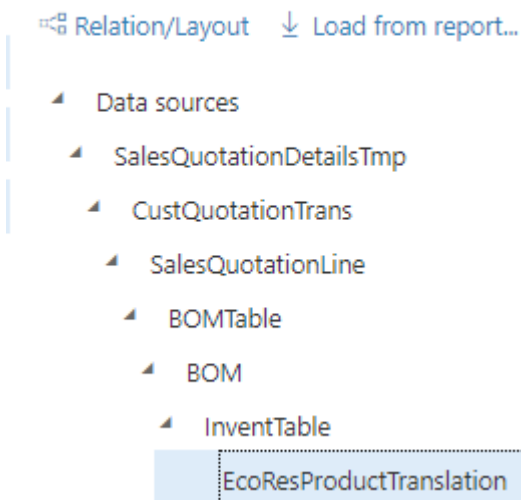 Relation/Layout Load from report...
Data sources
SalesQuotationDetailsTmp
CustQuotationTrans
SalesQuotationLine
BOMTable
BOM
InventTable
EcoResProductTranslation